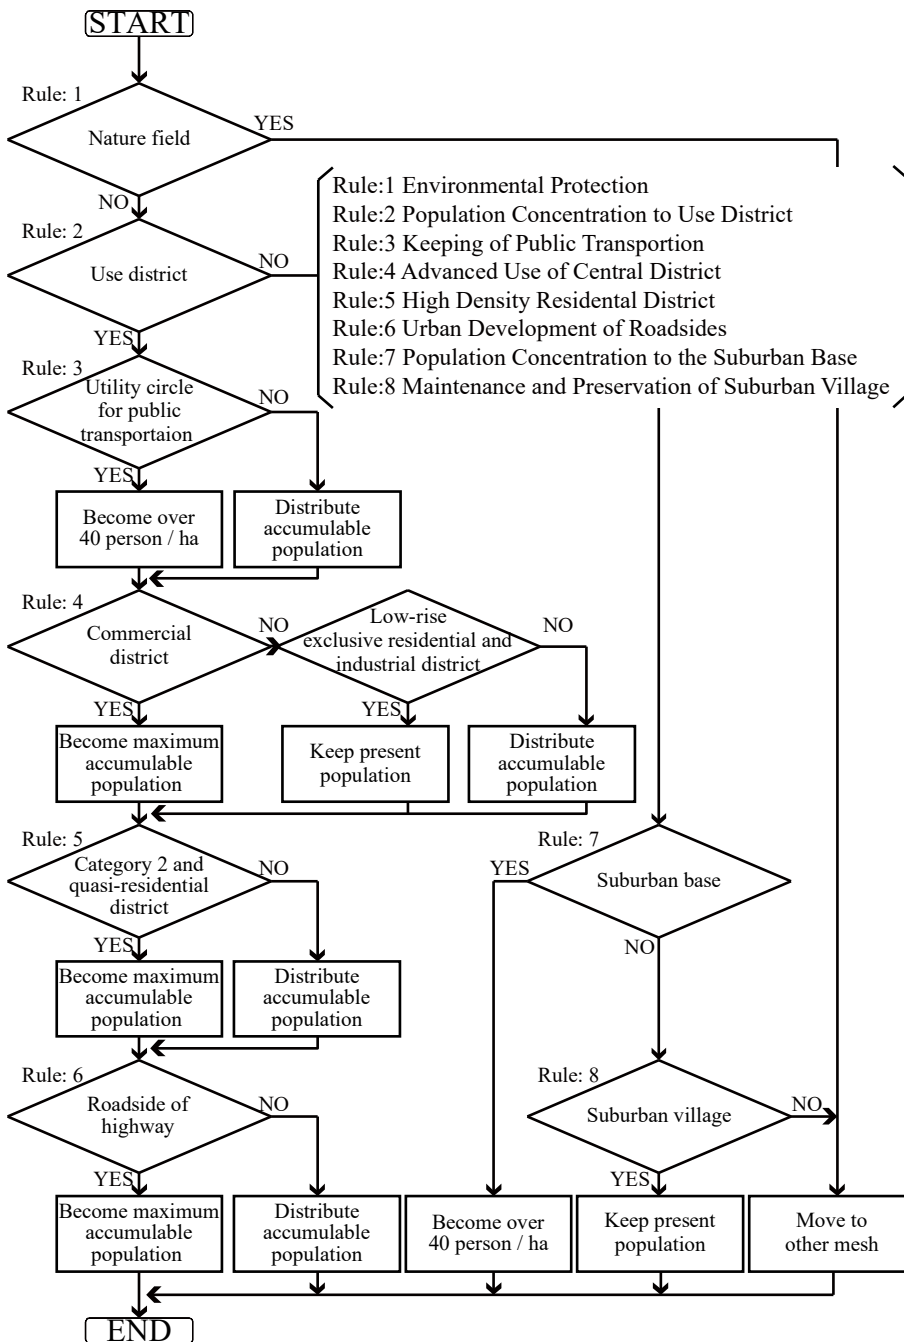 START
Rule: 1
YES
Nature field
NO
Rule:1 Environmental Protection
Rule:2 Population Concentration to Use District
Rule:3 Keeping of Public Transportion
Rule:4 Advanced Use of Central District
Rule:5 High Density Residental District
Rule:6 Urban Development of Roadsides
Rule:7 Population Concentration to the Suburban Base
Rule:8 Maintenance and Preservation of Suburban Village
Rule: 2
NO
Use district
YES
Rule: 3
Utility circle
for public
transportaion
NO
YES
Become over
40 person / ha
Distribute
accumulable
population
Rule: 4
Commercial
district
NO
Low-rise
exclusive residential and
industrial district
NO
YES
YES
Become maximum
accumulable
population
Keep present
population
Distribute
accumulable
population
Rule: 5
Category 2 and
quasi-residential
district
NO
YES
Rule: 7
YES
Suburban base
NO
Become maximum
accumulable
population
Distribute
accumulable
population
Rule: 6
Roadside of
highway
NO
YES
Rule: 8
Suburban village
NO
YES
Become maximum
accumulable
population
Distribute
accumulable
population
Become over
40 person / ha
Keep present
population
Move to
other mesh
END